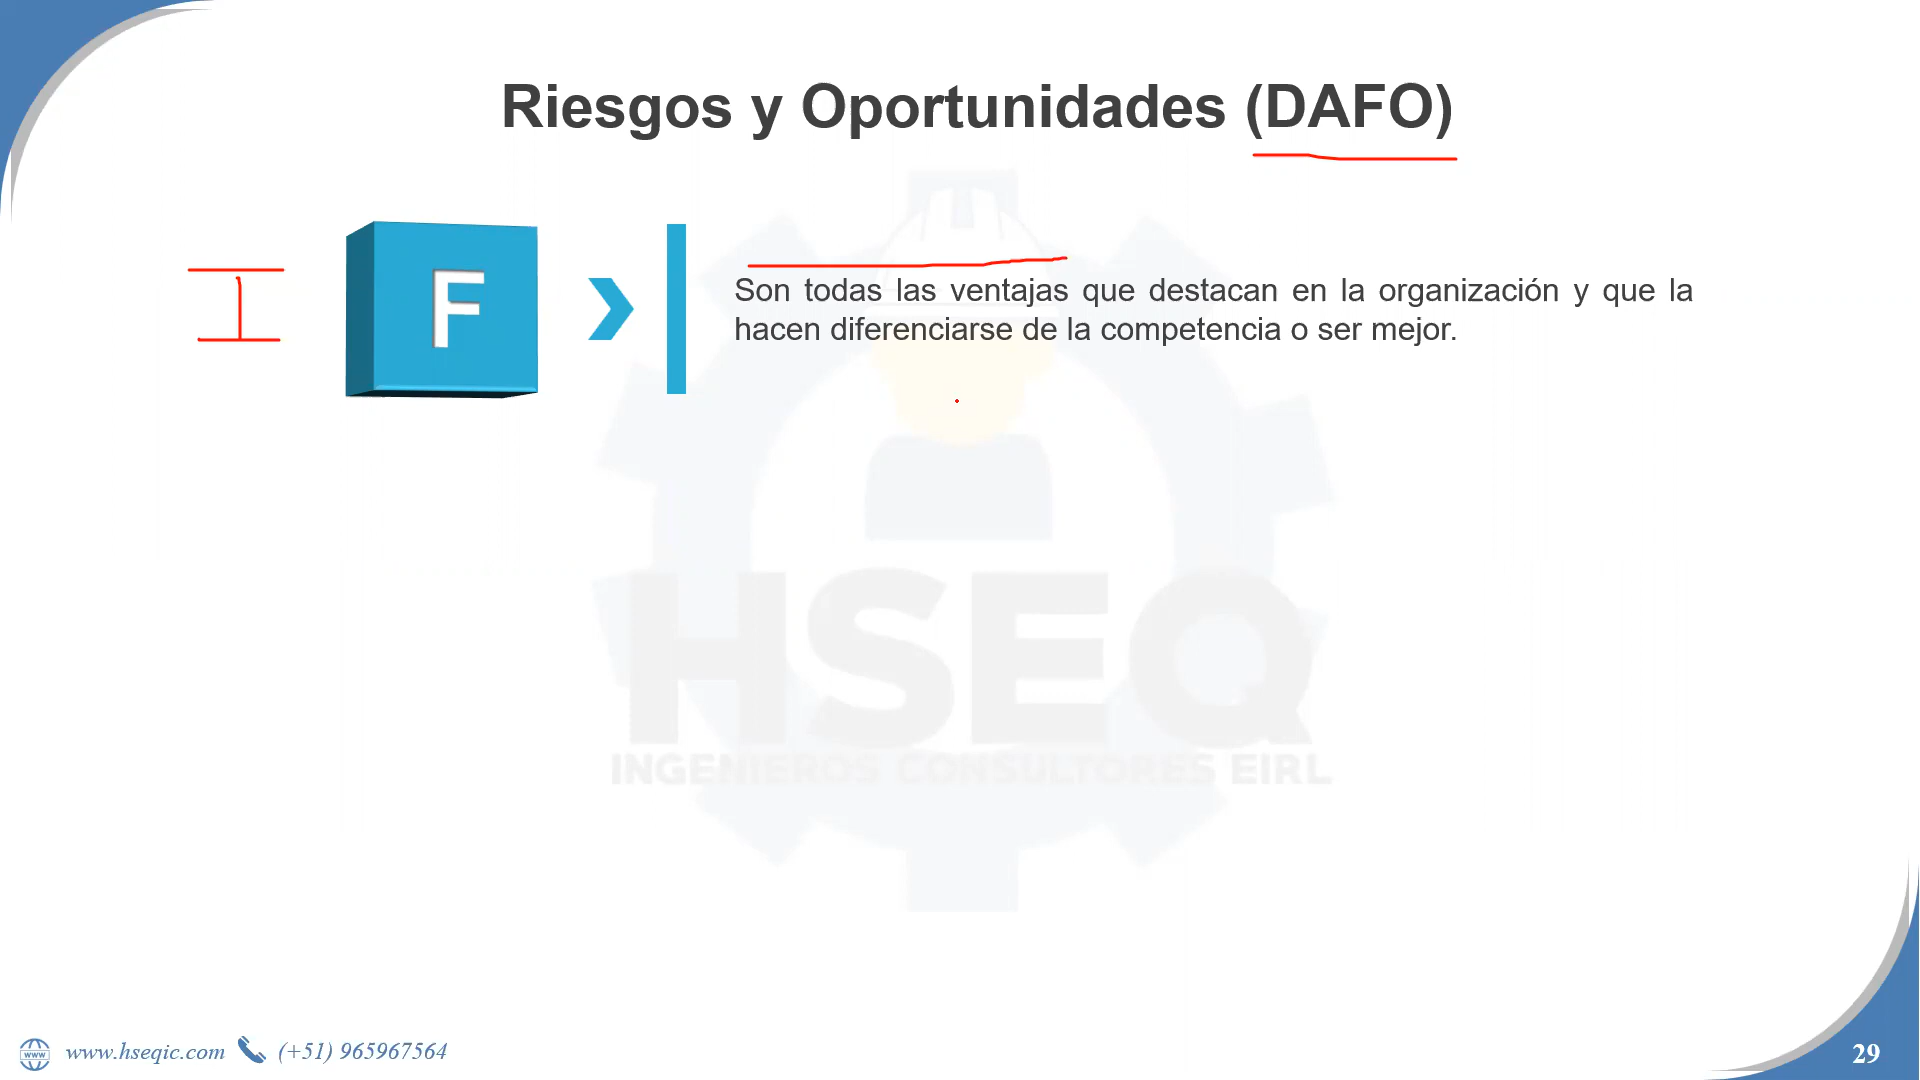 Riesgos y Oportunidades (DAFO)
I
F
Son todas las ventajas que destacan en la organización y que la
hacen diferenciarse de la competencia o ser mejor.
HSEQ
INGENIEROS CONSULTORES EIRL
www
www.hseqic.com
(+51) 965967564
29